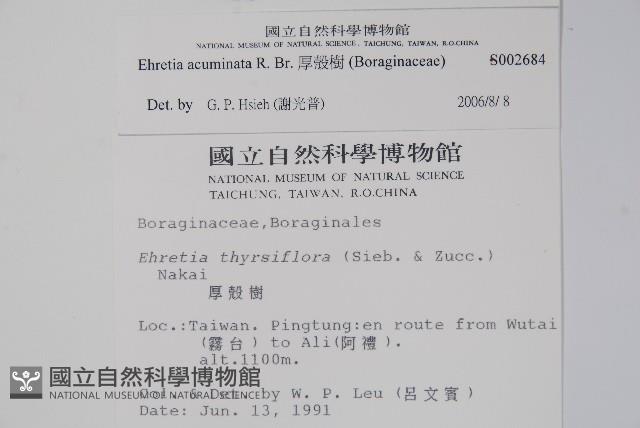 國立自然科學博物館
NATIONAL MUSEUM OF NATURAL SCIENCE, TAICHUNG, TAIWAN, R.O.CHINA
Ehretia acuminata R. Br. 厚殼樹 (Boraginaceae) S002684
Det. by G. P. Hsieh (謝光普) 2006/8/8
國立自然科學博物館
NATIONAL MUSEUM OF NATURAL SCIENCE
TAICHUNG, TAIWAN, R.O.CHINA
Boraginaceae,Boraginales
Ehretia thyrsiflora (Sieb. & Zucc.)
Nakai
厚殼樹
Loc.:Taiwan. Pingtung:en route from Wutai
(霧台) to Ali(阿禮).
alt.1100m.
國立自然科學博物館
Col. & Det. by W. P. Leu (呂文賓)
NATIONAL MUSEUM OF NATURAL SCIENCE
Date: Jun. 13, 1991